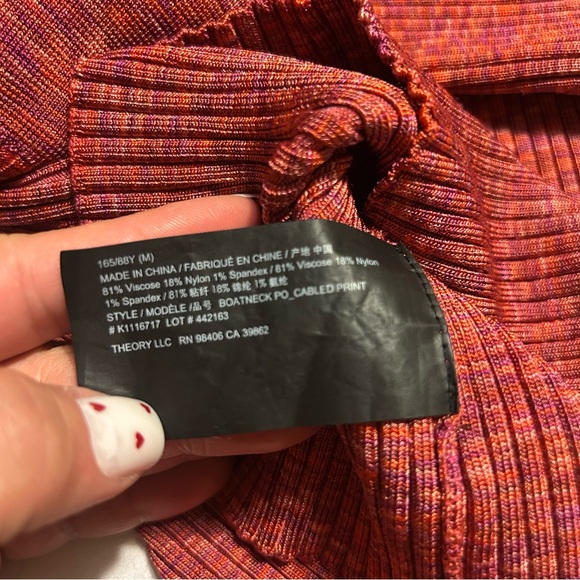 165/88Y (M)
MADE IN CHINA / FABRIQUÉ EN CHINE / 产地 中国
81% Viscose 18% Nylon 1% Spandex / 81% Viscose 18% Nylon
1% Spandex / 81% 粘纤 18% 锦纶 1% 氨纶
STYLE / MODÈLE /品号 BOATNECK PO_CABLED PRINT
# K1116717 LOT # 442163
THEORY LLC RN 98406 CA 39862